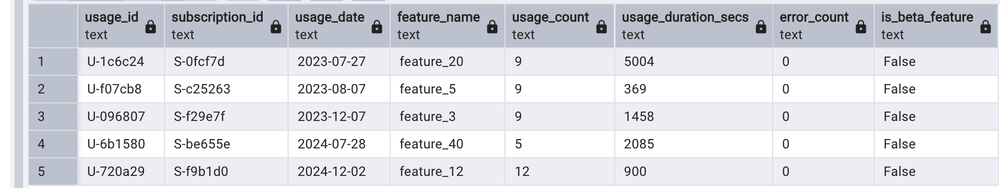 usage_id subscription_id usage_date feature_name usage_count usage_duration_secs error_count is_beta_feature
text text text text text text text text
1 U-1c6c24 S-0fcf7d 2023-07-27 feature_20 9 5004 0 False
2 U-f07cb8 S-c25263 2023-08-07 feature_5 9 369 0 False
3 U-096807 S-f29e7f 2023-12-07 feature_3 9 1458 0 False
4 U-6b1580 S-be655e 2024-07-28 feature_40 5 2085 0 False
5 U-720a29 S-f9b1d0 2024-12-02 feature_12 12 900 0 False